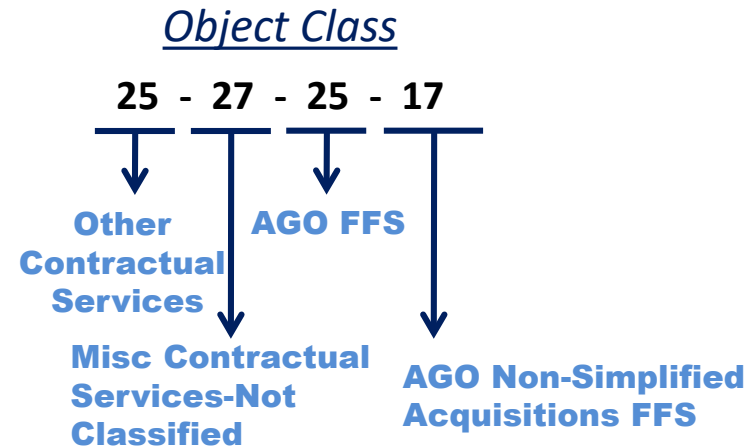 Object Class
25 - 27 - 25 - 17
Other
Contractual
Services
AGO FFS
Misc Contractual
Services-Not
Classified
AGO Non-Simplified
Acquisitions FFS